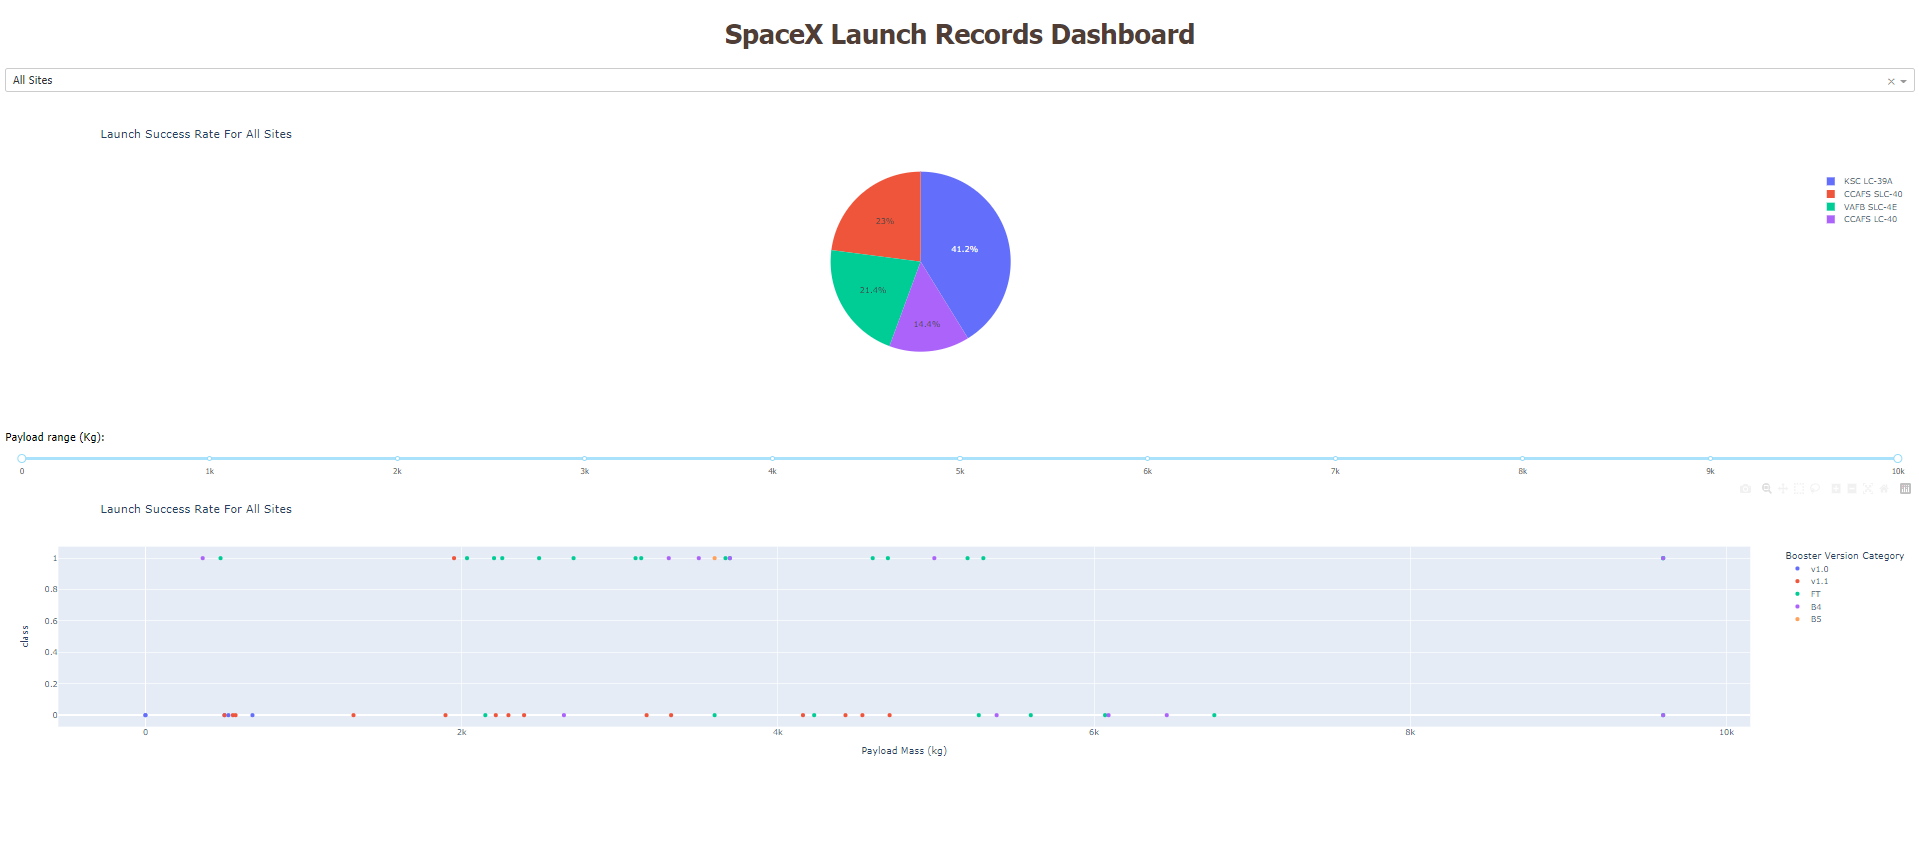 SpaceX Launch Records Dashboard
All Sites
Launch Success Rate For All Sites
41.2%
23%
21.4%
14.4%
KSC LC-39A
CCAFS SLC-40
VAFB SLC-4E
CCAFS LC-40
Payload range (Kg):
0 1k 2k 3k 4k 5k 6k 7k 8k 9k 10k
Launch Success Rate For All Sites
class
1
0.8
0.6
0.4
0.2
0
0 2k 4k 6k 8k 10k
Payload Mass (kg)
Booster Version Category
v1.0
v1.1
FT
B4
B5